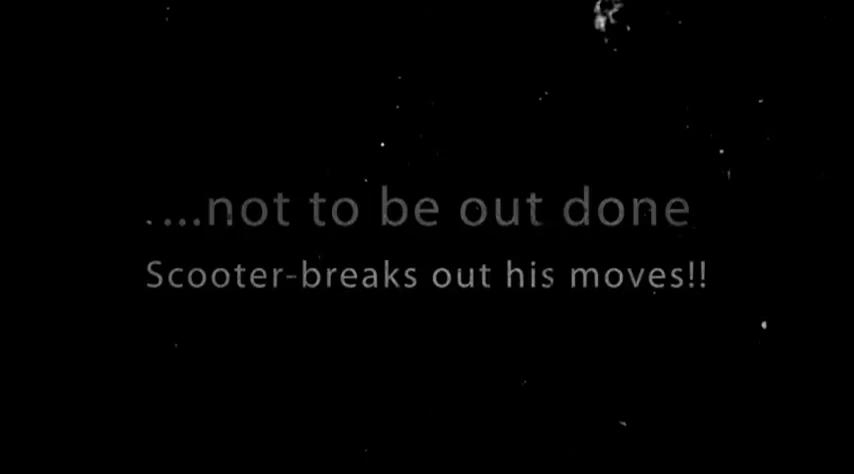 ....not to be out done
Scooter-breaks out his moves!!